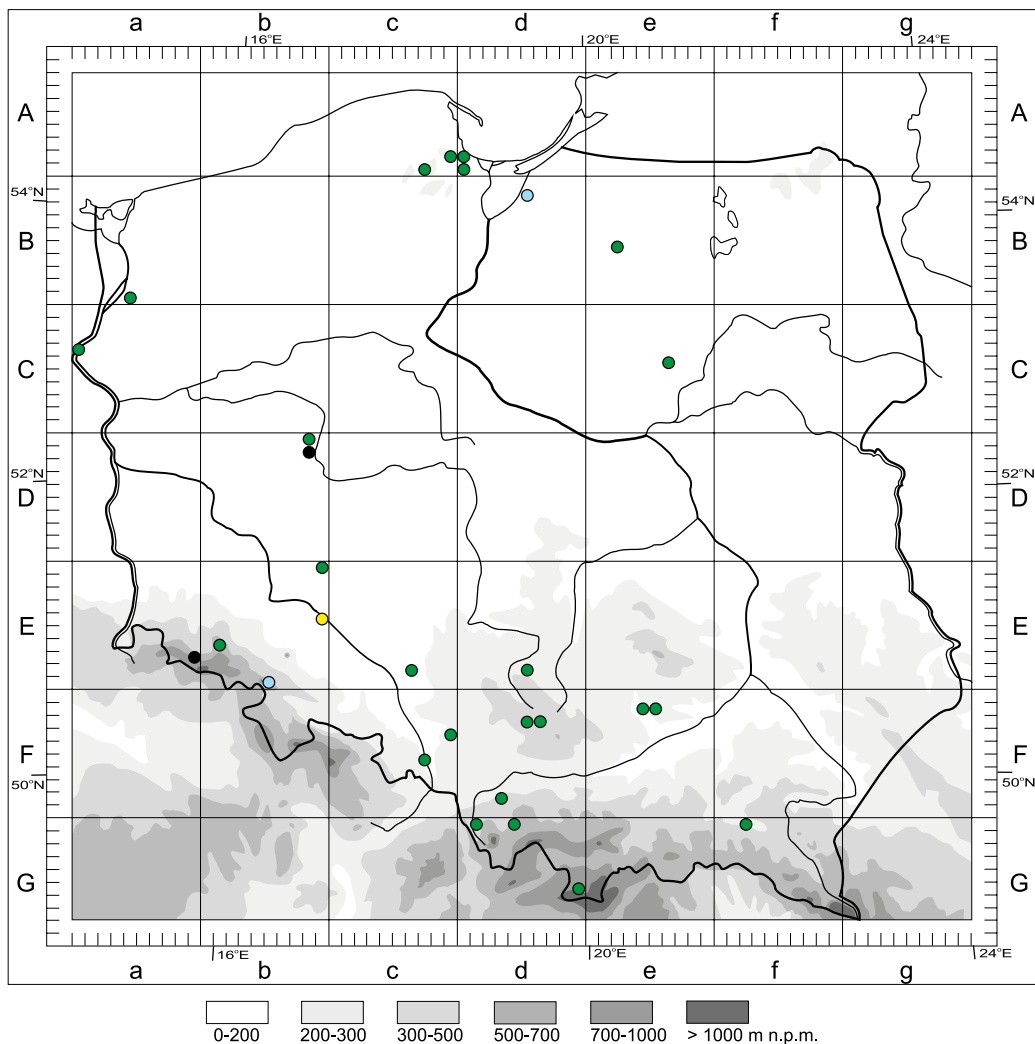 a b c d e f g
16°E 20°E 24°E
A A
54°N 54°N
B B
C C
52°N 52°N
D D
E E
F F
50°N 50°N
G G
16°E 20°E 24°E
a b c d e f g
0-200 200-300 300-500 500-700 700-1000 > 1000 m n.p.m.